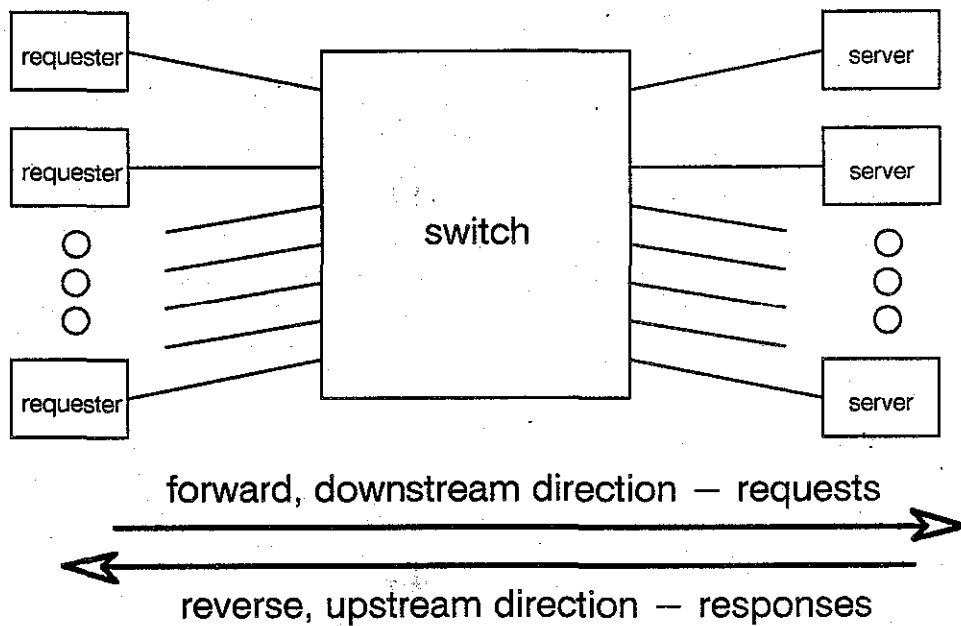 requester
server
requester
server
switch
requester
server
forward, downstream direction – requests
reverse, upstream direction – responses